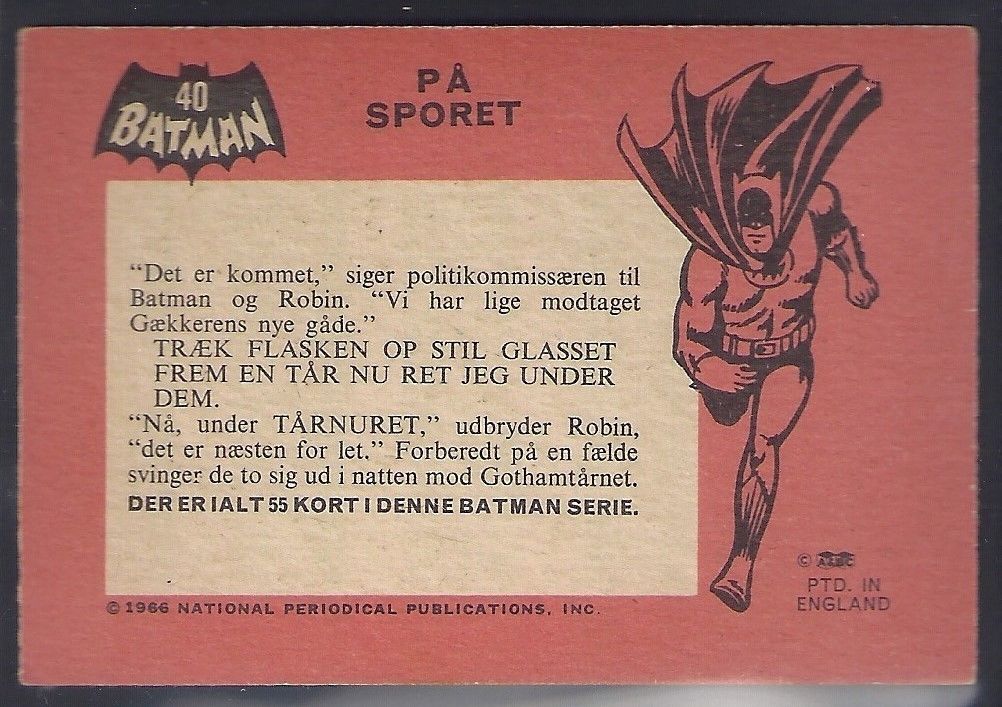 40
BATMAN
PÅ
SPORET
“Det er kommet,” siger politikommissæren til
Batman og Robin. “Vi har lige modtaget
Gækkerens nye gåde.”
TRÆK FLASKEN OP STIL GLASSET
FREM EN TÅR NU RET JEG UNDER
DEM.
“Nå, under TÅRNURET,” udbryder Robin,
“det er næsten for let.” Forberedt på en fælde
svinger de to sig ud i natten mod Gothamtårnet.
DER ER IALT 55 KORT I DENNE BATMAN SERIE.
© 1966 NATIONAL PERIODICAL PUBLICATIONS, INC.
© A&BC
PTD. IN
ENGLAND